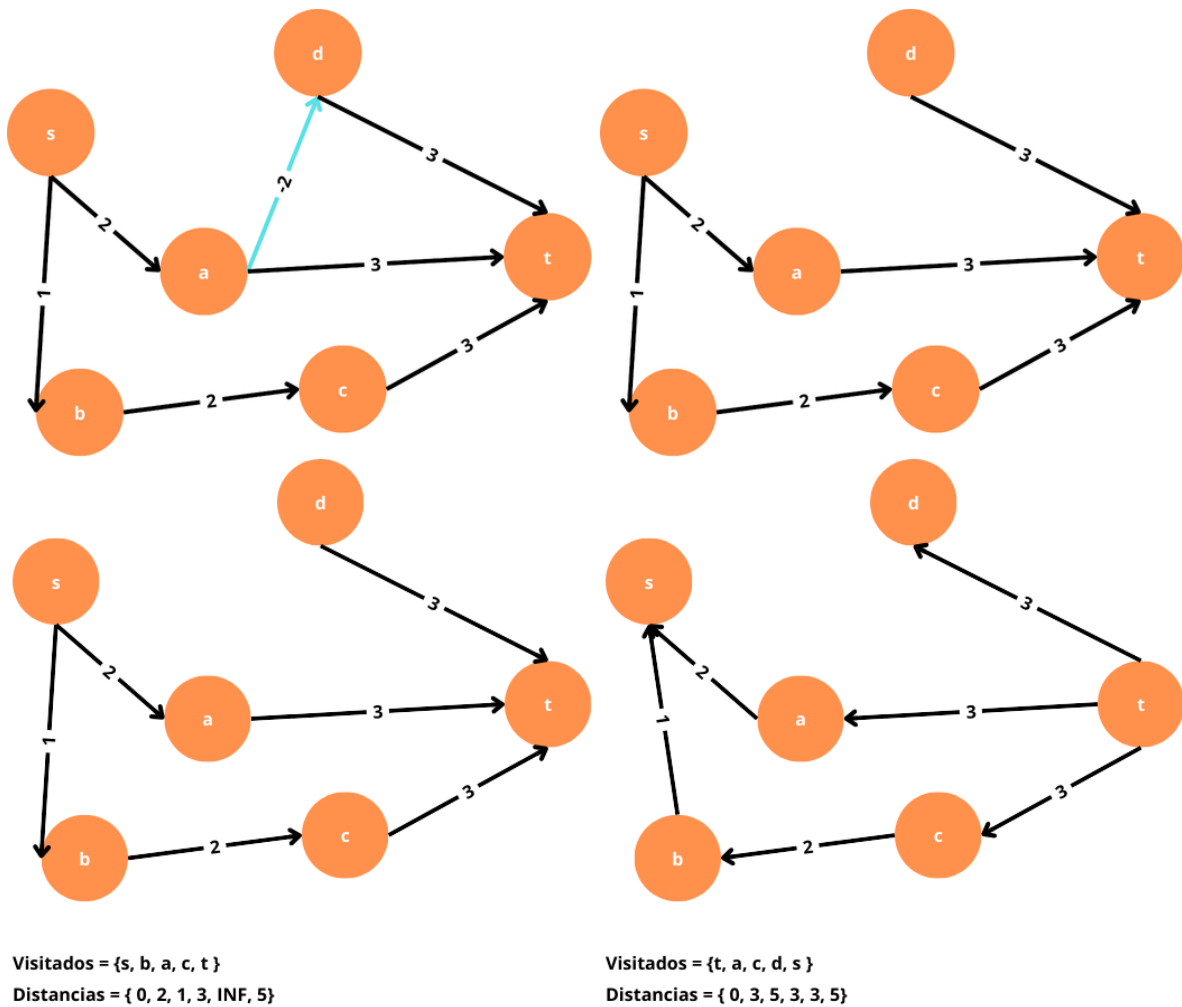 d
s
3
-2
2
a
3
t
1
3
c
2
b
d
s
3
2
a
3
t
1
3
c
2
b
d
s
3
2
a
3
t
1
3
c
2
b
d
s
3
2
a
3
t
1
3
c
2
b
Visitados = {s, b, a, c, t }
Distancias = { 0, 2, 1, 3, INF, 5}
Visitados = {t, a, c, d, s }
Distancias = { 0, 3, 5, 3, 3, 5}